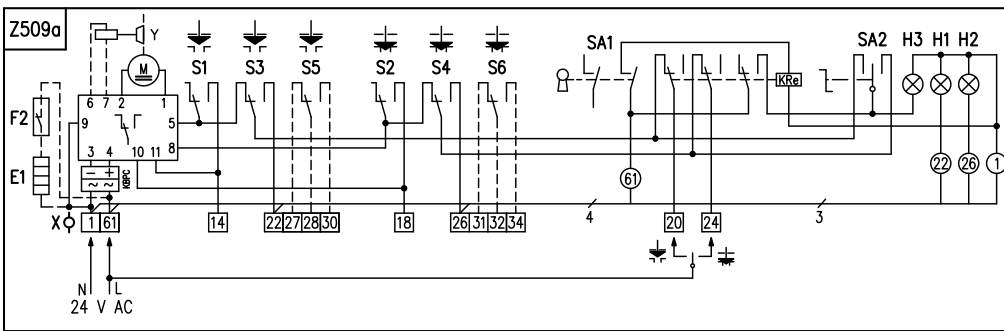 Z509a
Y
M
S1 S3 S5 S2 S4 S6
SA1
SA2 H3 H1 H2
KRe
F2
E1
6 7 2 1
9
5
8
3 4 10 11
− +
~ ~
KBPC
X
1 61
14
22 27 28 30
18
26 31 32 34
61
20 24
22 26 1
4
3
N L
24 V AC